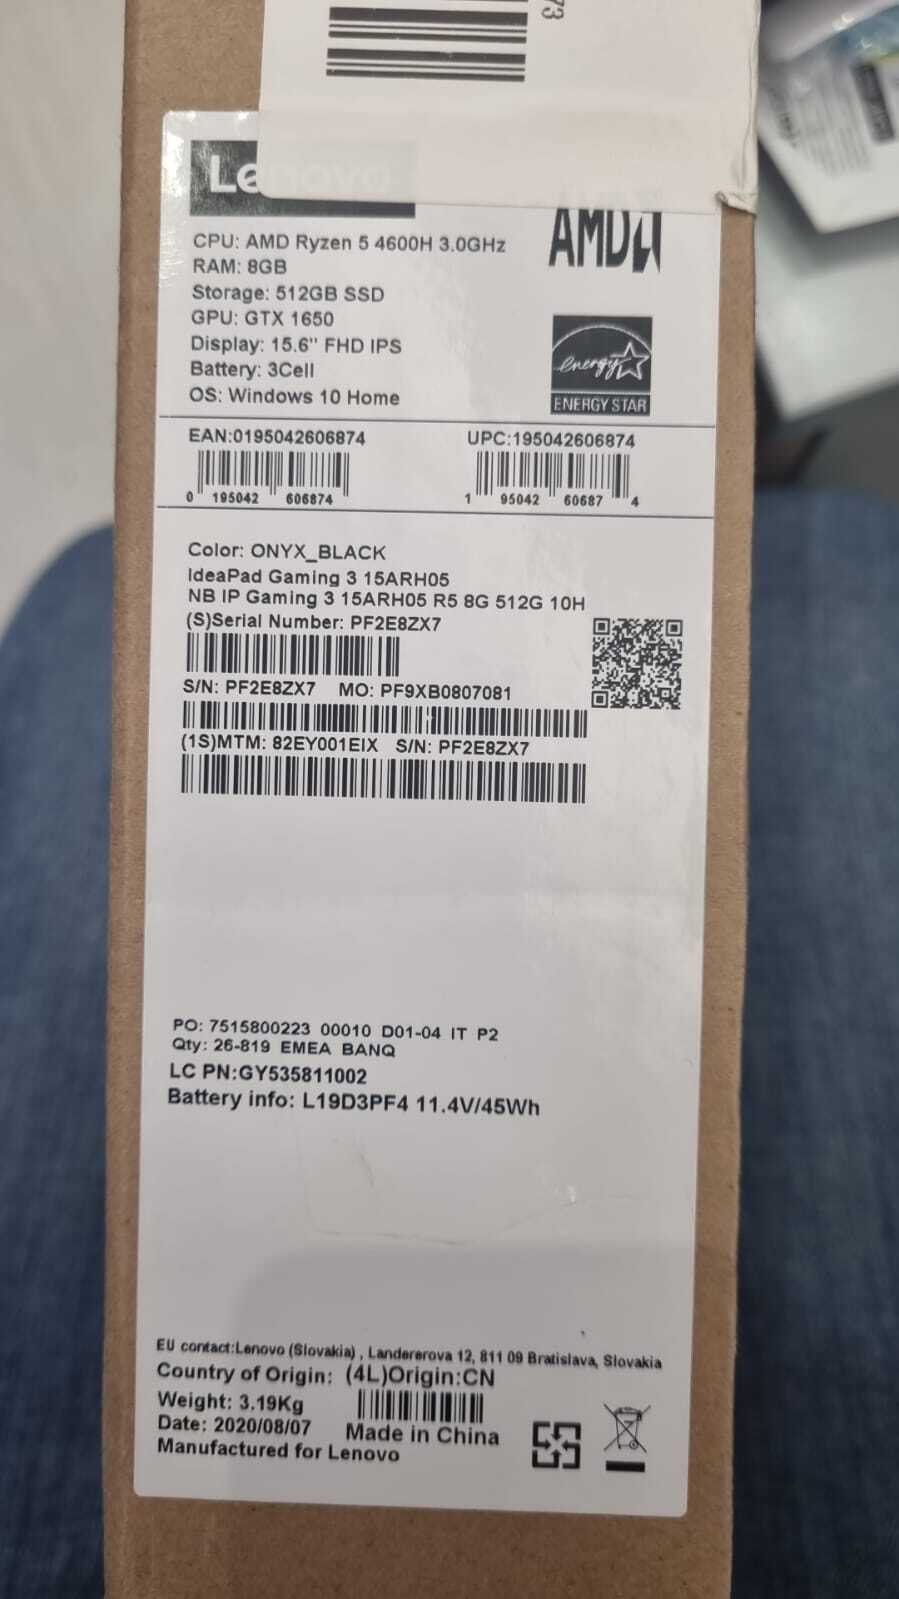 73
Lenovo
AMD
CPU: AMD Ryzen 5 4600H 3.0GHz
RAM: 8GB
Storage: 512GB SSD
GPU: GTX 1650
Display: 15.6" FHD IPS
Battery: 3Cell
OS: Windows 10 Home
energy
ENERGY STAR
EAN:0195042606874
UPC:195042606874
0 195042 606874
1 95042 60687 4
Color: ONYX_BLACK
IdeaPad Gaming 3 15ARH05
NB IP Gaming 3 15ARH05 R5 8G 512G 10H
(S)Serial Number: PF2E8ZX7
S/N: PF2E8ZX7 MO: PF9XB0807081
(1S)MTM: 82EY001EIX S/N: PF2E8ZX7
PO: 7515800223 00010 D01-04 IT P2
Qty: 26-819 EMEA BANQ
LC PN:GY535811002
Battery info: L19D3PF4 11.4V/45Wh
EU contact:Lenovo (Slovakia) , Landererova 12, 811 09 Bratislava, Slovakia
Country of Origin: (4L)Origin:CN
Weight: 3.19Kg
Date: 2020/08/07 Made in China
Manufactured for Lenovo